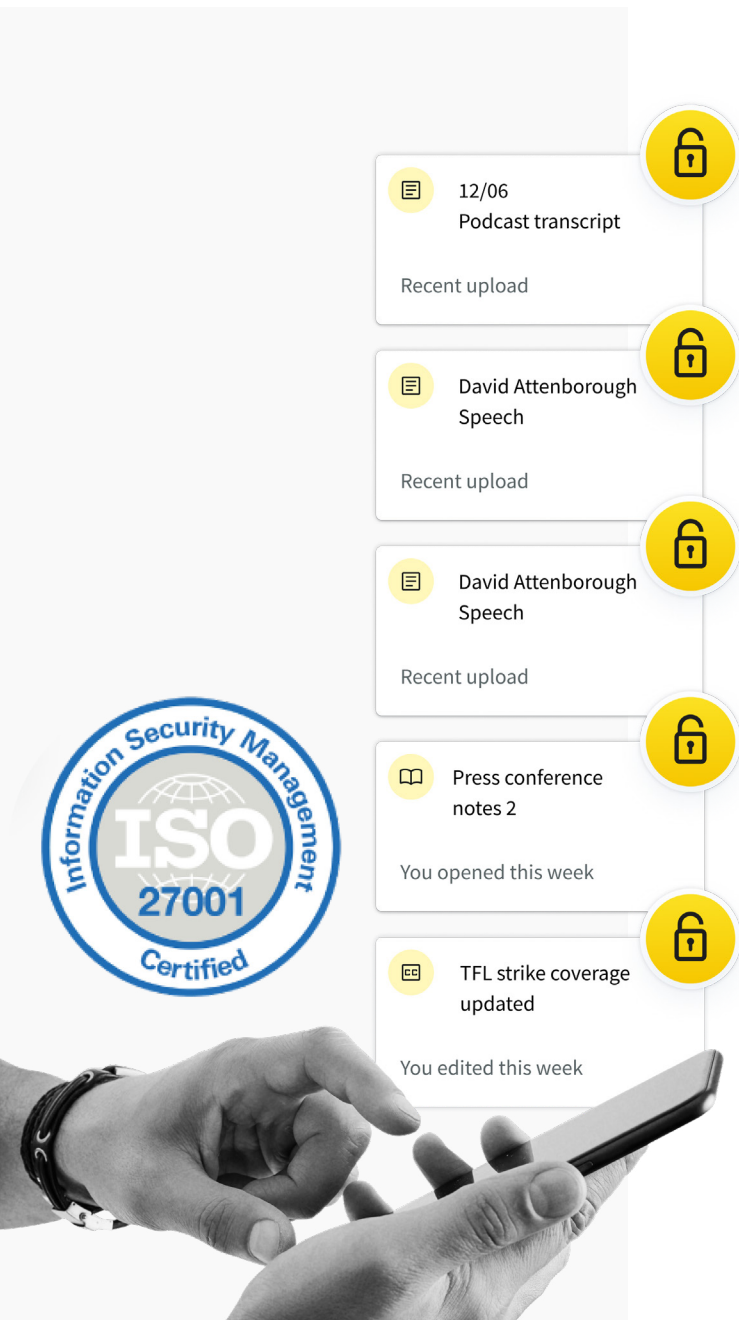 12/06
Podcast transcript
Recent upload
David Attenborough
Speech
Recent upload
David Attenborough
Speech
Recent upload
Press conference
notes 2
You opened this week
TFL strike coverage
updated
You edited this week
Information Security Management
ISO
27001
Certified
CC